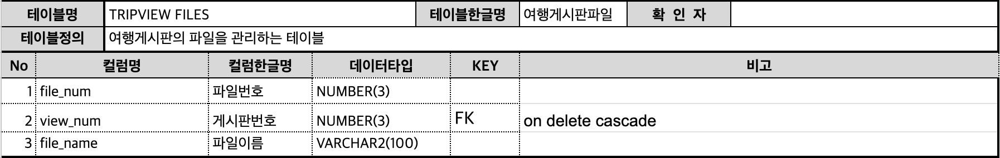 테이블명 TRIPVIEW FILES 테이블한글명 여행게시판파일 확 인 자
테이블정의 여행게시판의 파일을 관리하는 테이블
No 컬럼명 컬럼한글명 데이터타입 KEY 비고
1 file_num 파일번호 NUMBER(3)
2 view_num 게시판번호 NUMBER(3) FK on delete cascade
3 file_name 파일이름 VARCHAR2(100)